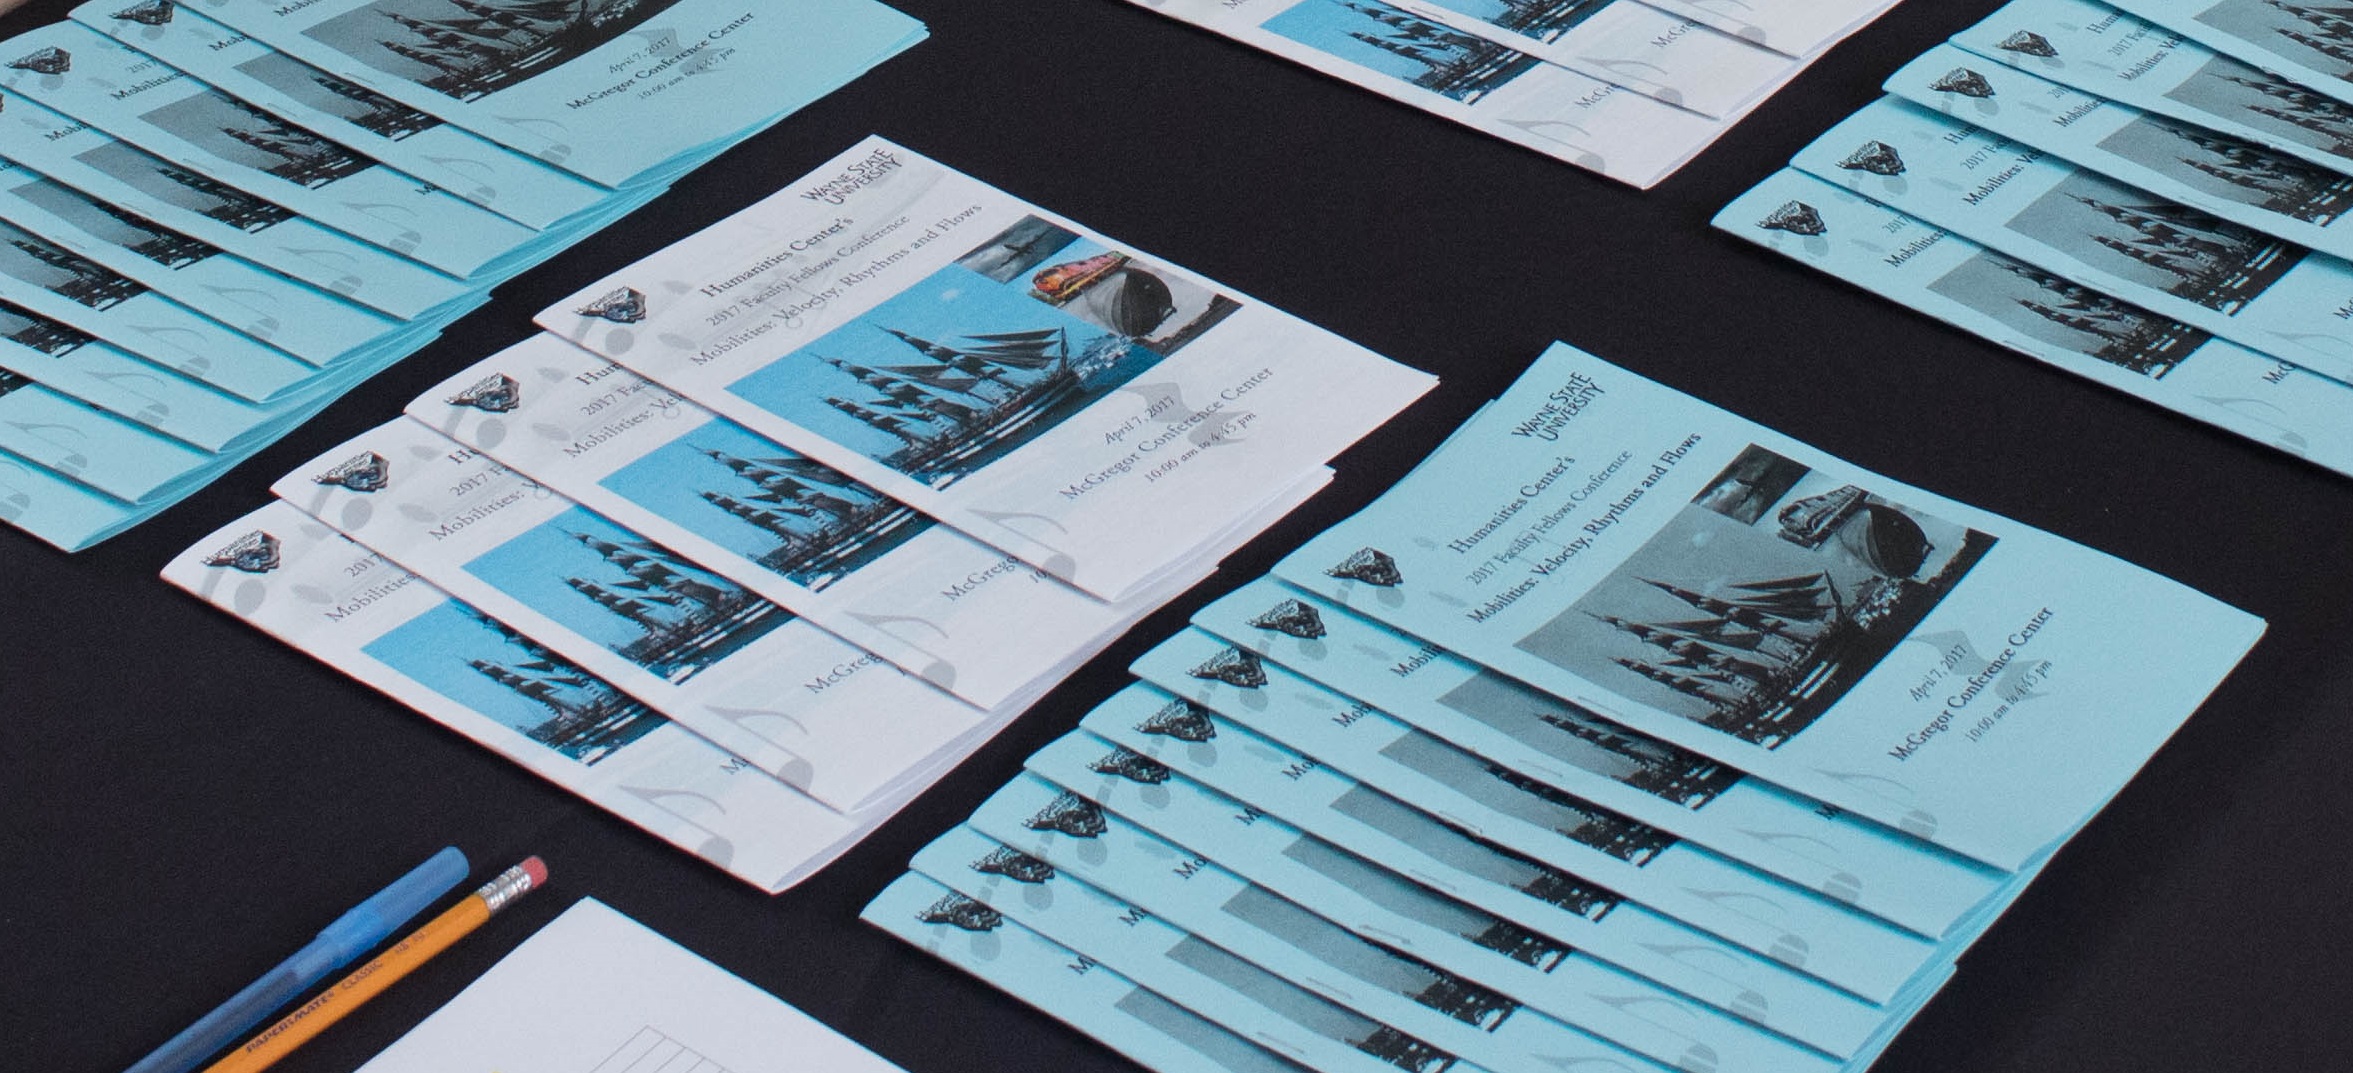 April 7, 2017
McGregor Conference Center
10:00 am to 4:45 pm
WAYNE STATE
UNIVERSITY
Humanities Center's
2017 Faculty Fellows Conference
Mobilities: Velocity, Rhythms and Flows
April 7, 2017
McGregor Conference Center
10:00 am to 4:45 pm
WAYNE STATE
UNIVERSITY
Humanities Center's
2017 Faculty Fellows Conference
Mobilities: Velocity, Rhythms and Flows
April 7, 2017
McGregor Conference Center
10:00 am to 4:45 pm
Humanities
2017
Mobilities
PAPERMATE CLASSIC